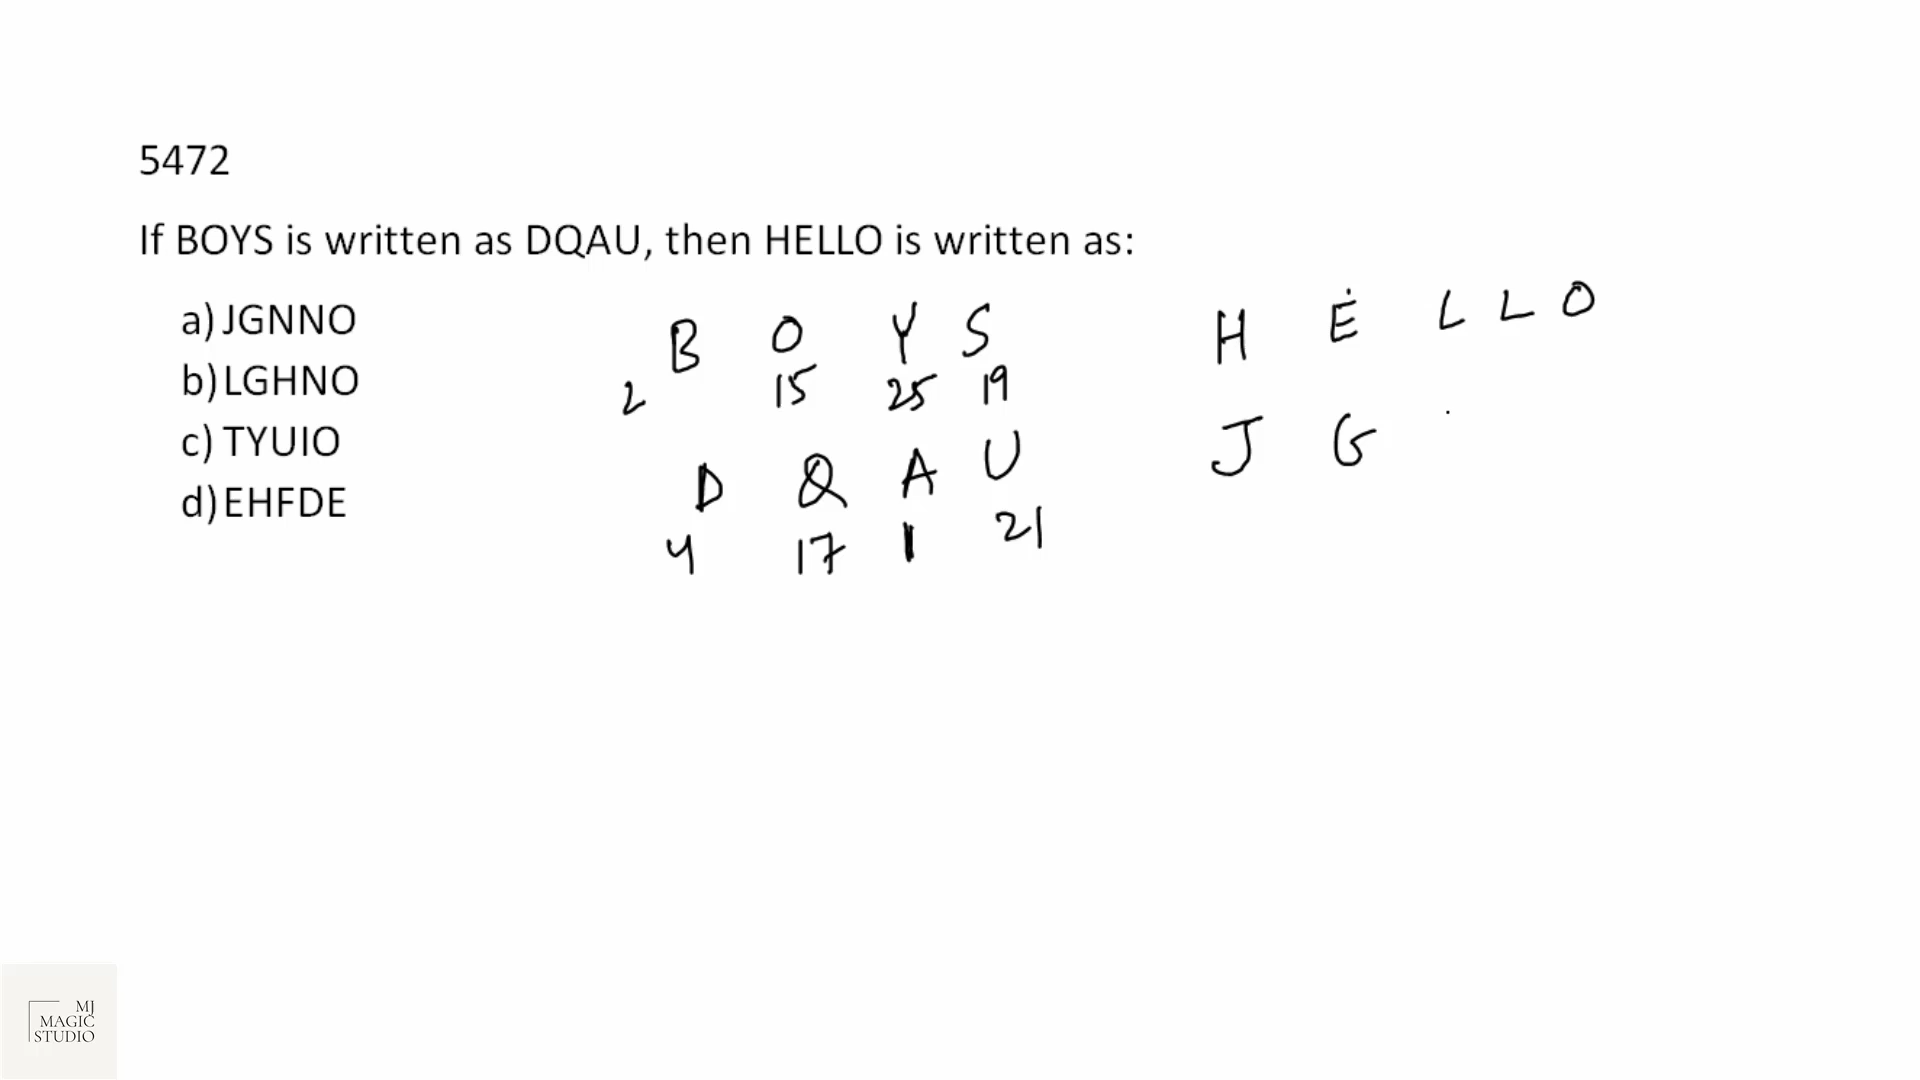 5472
If BOYS is written as DQAU, then HELLO is written as:
a) JGNNO
b) LGHNO
c) TYUIO
d) EHFDE
B O Y S
2 15 25 19
D Q A U
4 17 1 21
H E L L O
J G
MJ
MAGIC
STUDIO